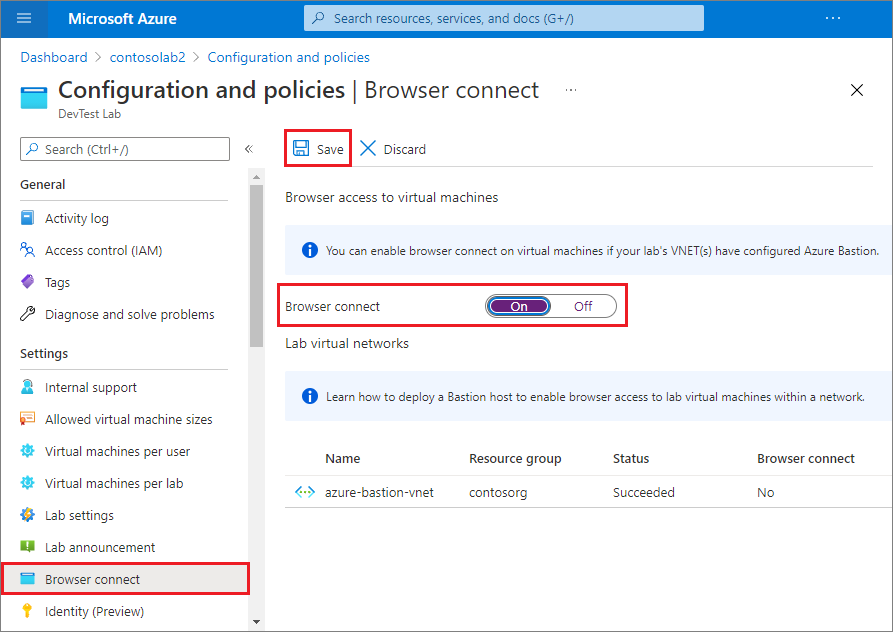 Microsoft Azure
Search resources, services, and docs (G+/)
...
Dashboard > contosolab2 > Configuration and policies
Configuration and policies | Browser connect ...
DevTest Lab
Search (Ctrl+/)
«
General
Activity log
Access control (IAM)
Tags
Diagnose and solve problems
Settings
Internal support
Allowed virtual machine sizes
Virtual machines per user
Virtual machines per lab
Lab settings
Lab announcement
Browser connect
Identity (Preview)
Save Discard
Browser access to virtual machines
You can enable browser connect on virtual machines if your lab's VNET(s) have configured Azure Bastion.
Browser connect On Off
Lab virtual networks
Learn how to deploy a Bastion host to enable browser access to lab virtual machines within a network.
Name Resource group Status Browser connect
azure-bastion-vnet contosorg Succeeded No